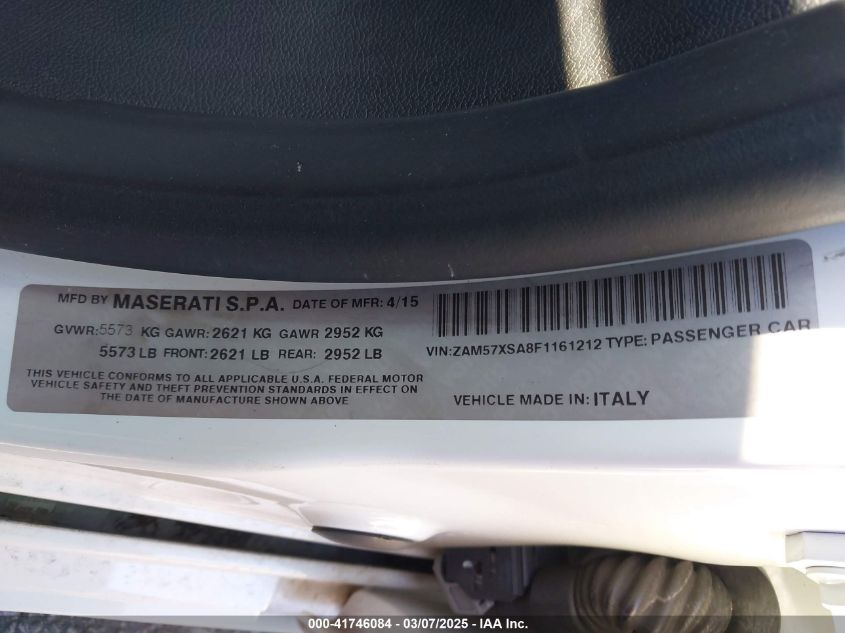 MFD BY MASERATI S.P.A. DATE OF MFR: 4/15
GVWR: 5573 KG GAWR: 2621 KG GAWR 2952 KG
5573 LB FRONT: 2621 LB REAR: 2952 LB
THIS VEHICLE CONFORMS TO ALL APPLICABLE U.S.A. FEDERAL MOTOR
VEHICLE SAFETY AND THEFT PREVENTION STANDARDS IN EFFECT ON
THE DATE OF MANUFACTURE SHOWN ABOVE
VIN: ZAM57XSA8F1161212 TYPE: PASSENGER CAR
VEHICLE MADE IN: ITALY
000-41746084 - 03/07/2025 - IAA Inc.